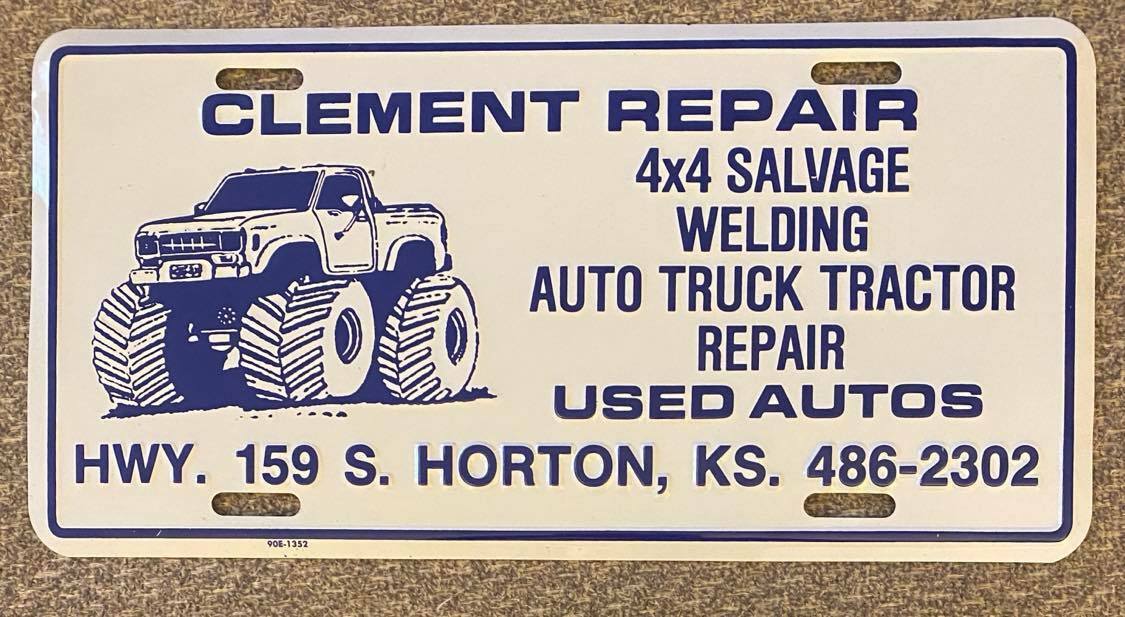 CLEMENT REPAIR
4x4 SALVAGE
WELDING
AUTO TRUCK TRACTOR
REPAIR
USED AUTOS
HWY. 159 S. HORTON, KS. 486-2302
90E-1352